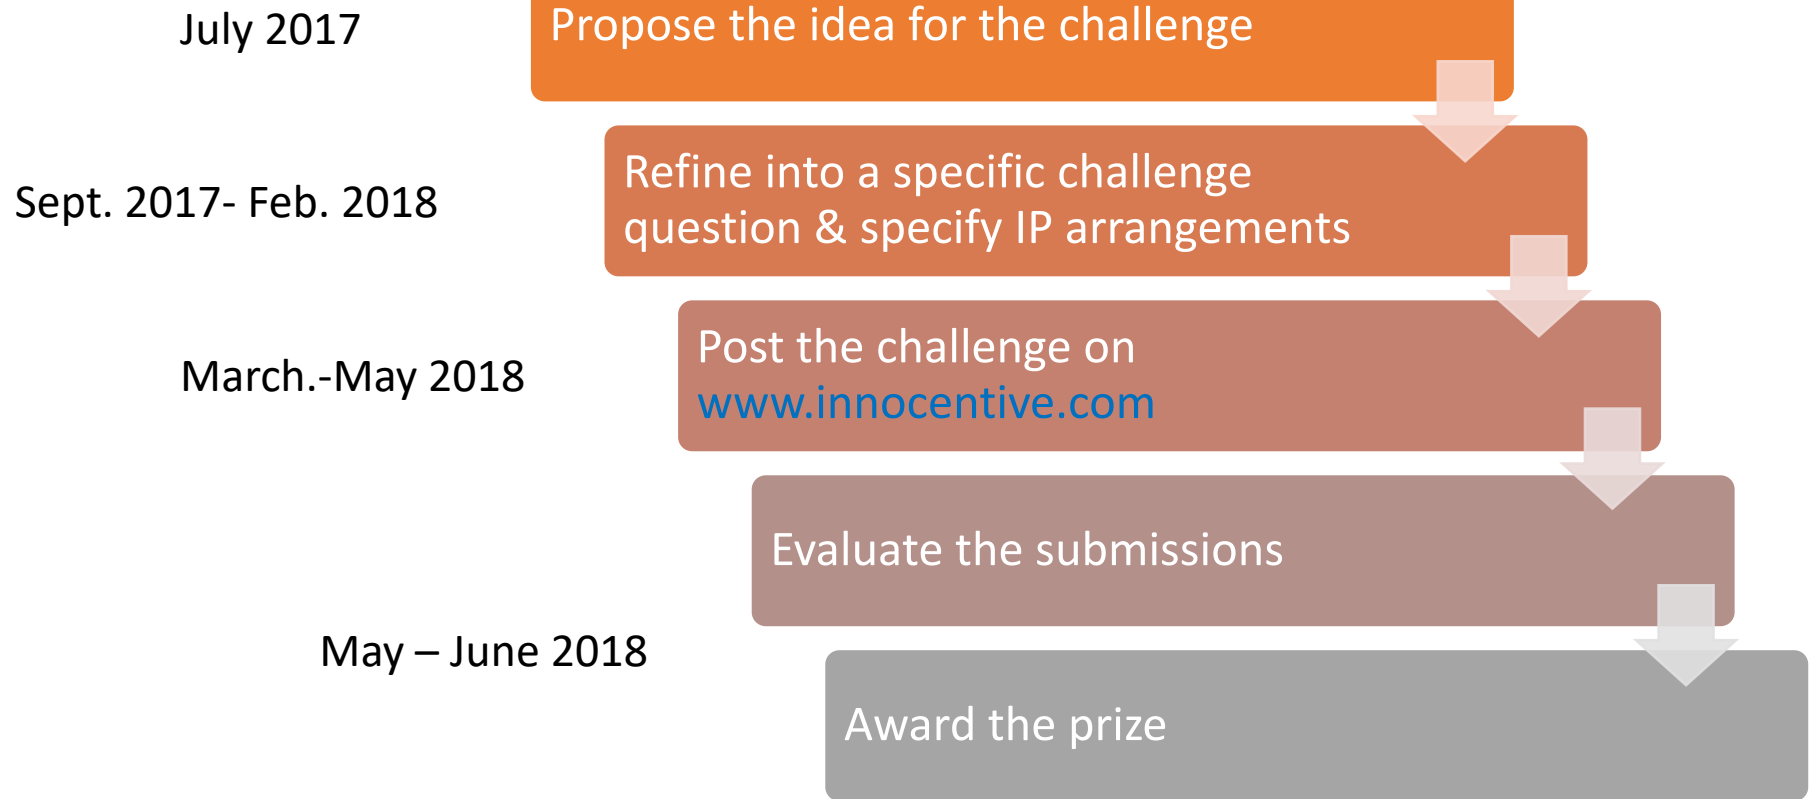 July 2017
Propose the idea for the challenge
Sept. 2017- Feb. 2018
Refine into a specific challenge
question & specify IP arrangements
March.-May 2018
Post the challenge on
www.innocentive.com
Evaluate the submissions
May – June 2018
Award the prize